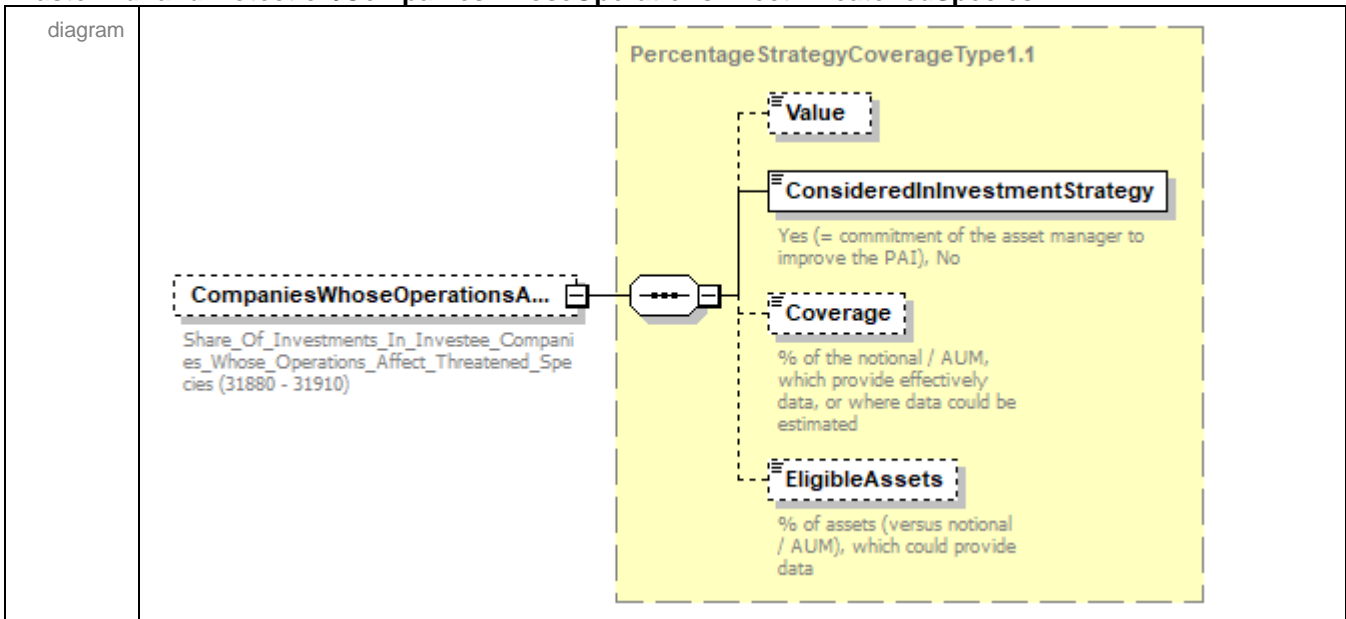 diagram
PercentageStrategyCoverageType1.1
Value
ConsideredInInvestmentStrategy
Yes (= commitment of the asset manager to
improve the PAI), No
CompaniesWhoseOperationsA...
Share_Of_Investments_In_Investee_Compani
es_Whose_Operations_Affect_Threatened_Spe
cies (31880 - 31910)
Coverage
% of the notional / AUM,
which provide effectively
data, or where data could be
estimated
EligibleAssets
% of assets (versus notional
/ AUM), which could provide
data